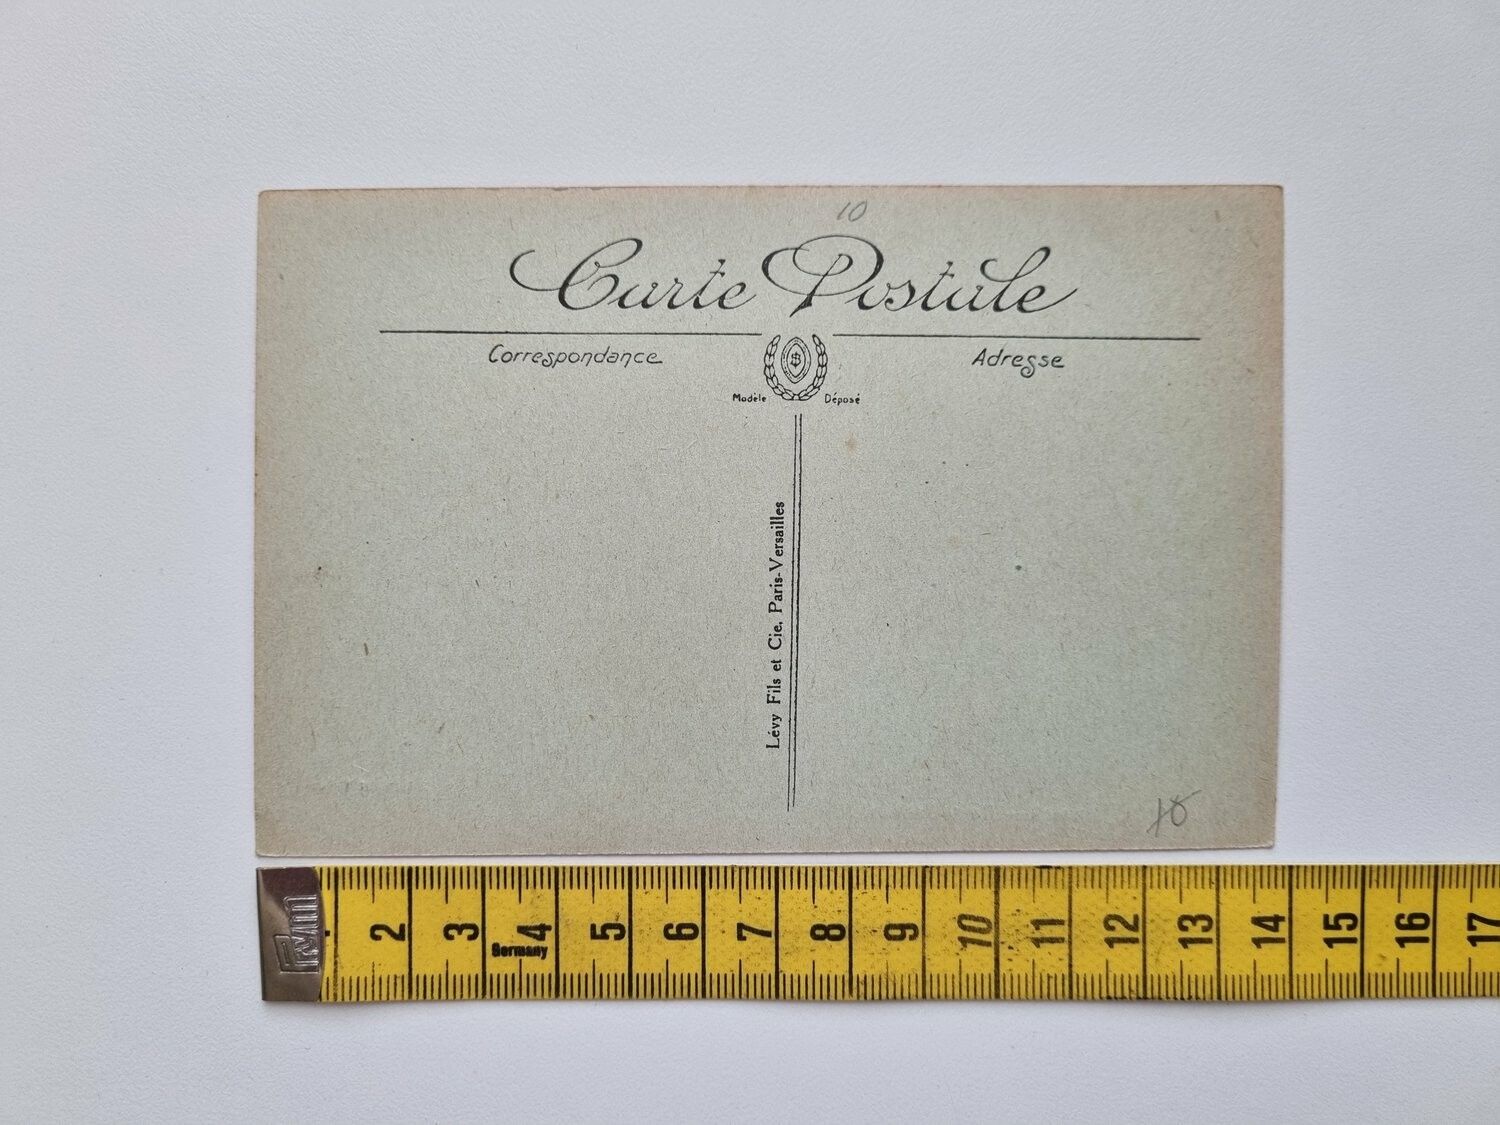 10
Carte Postale
Correspondance
Adresse
Modèle Déposé
Lévy Fils et Cie, Paris-Versailles
2 3 4 5 6 7 8 9 10 11 12 13 14 15 16 17
Germany
Prym